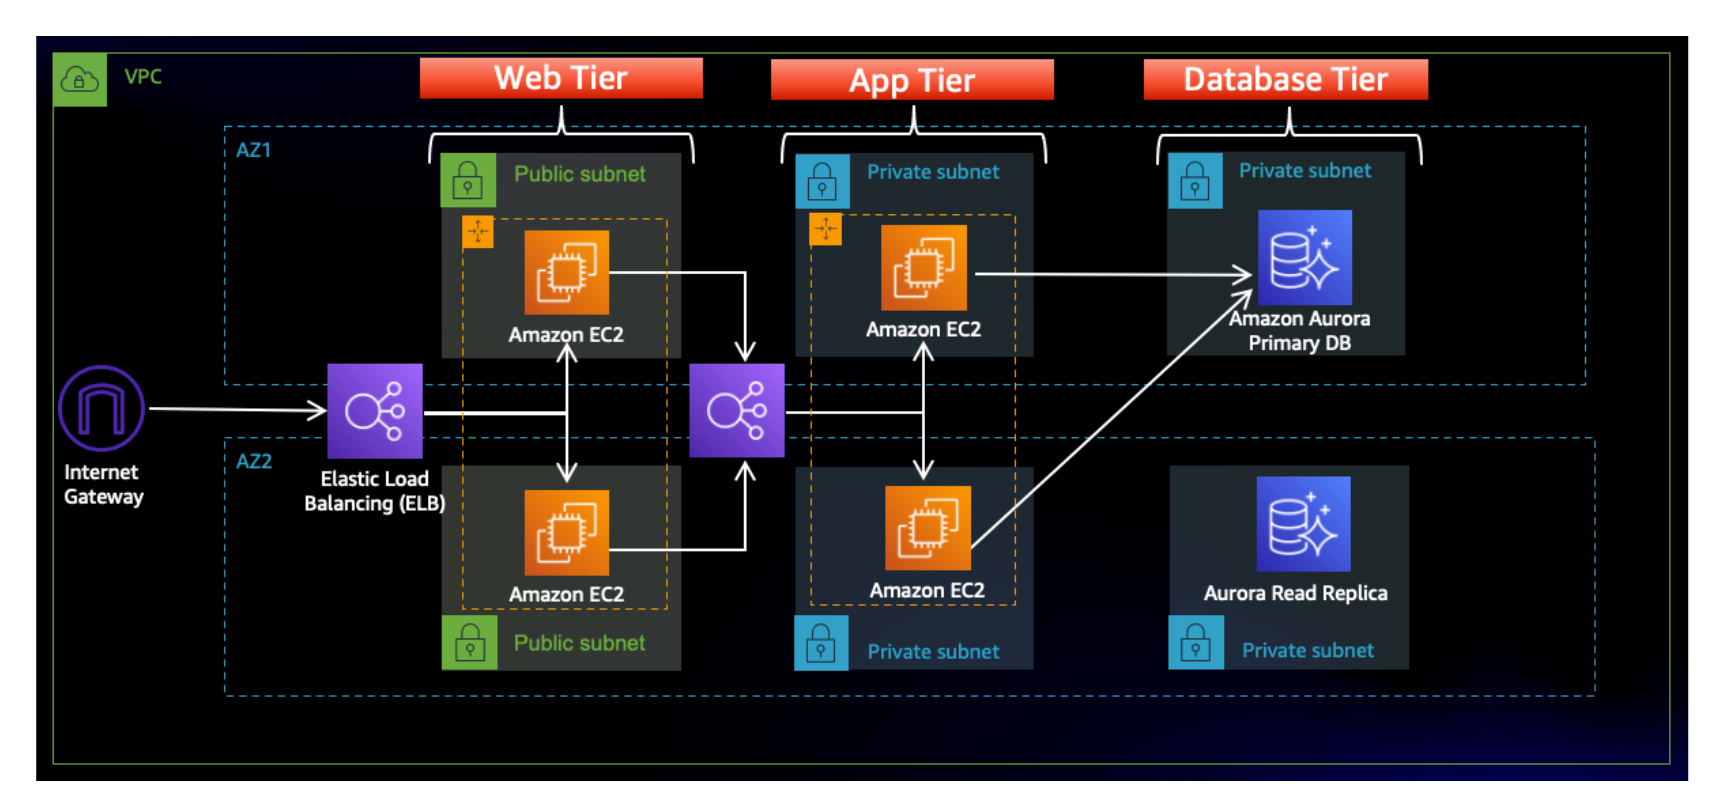 VPC
Web Tier
App Tier
Database Tier
AZ1
Public subnet
Private subnet
Private subnet
Amazon EC2
Amazon EC2
Amazon Aurora
Primary DB
Internet
Gateway
Elastic Load
Balancing (ELB)
AZ2
Amazon EC2
Amazon EC2
Aurora Read Replica
Public subnet
Private subnet
Private subnet